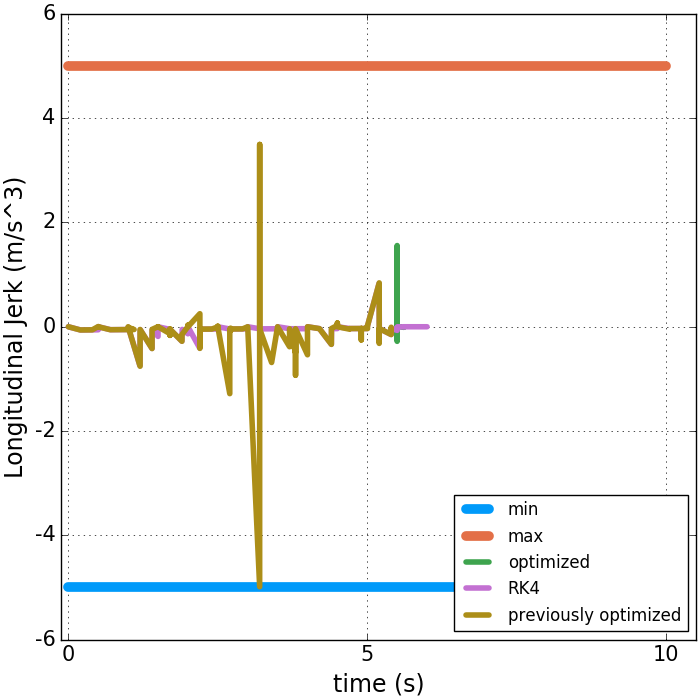 Longitudinal Jerk (m/s^3)
6
4
2
0
-2
-4
-6
0
5
10
time (s)
min
max
optimized
RK4
previously optimized